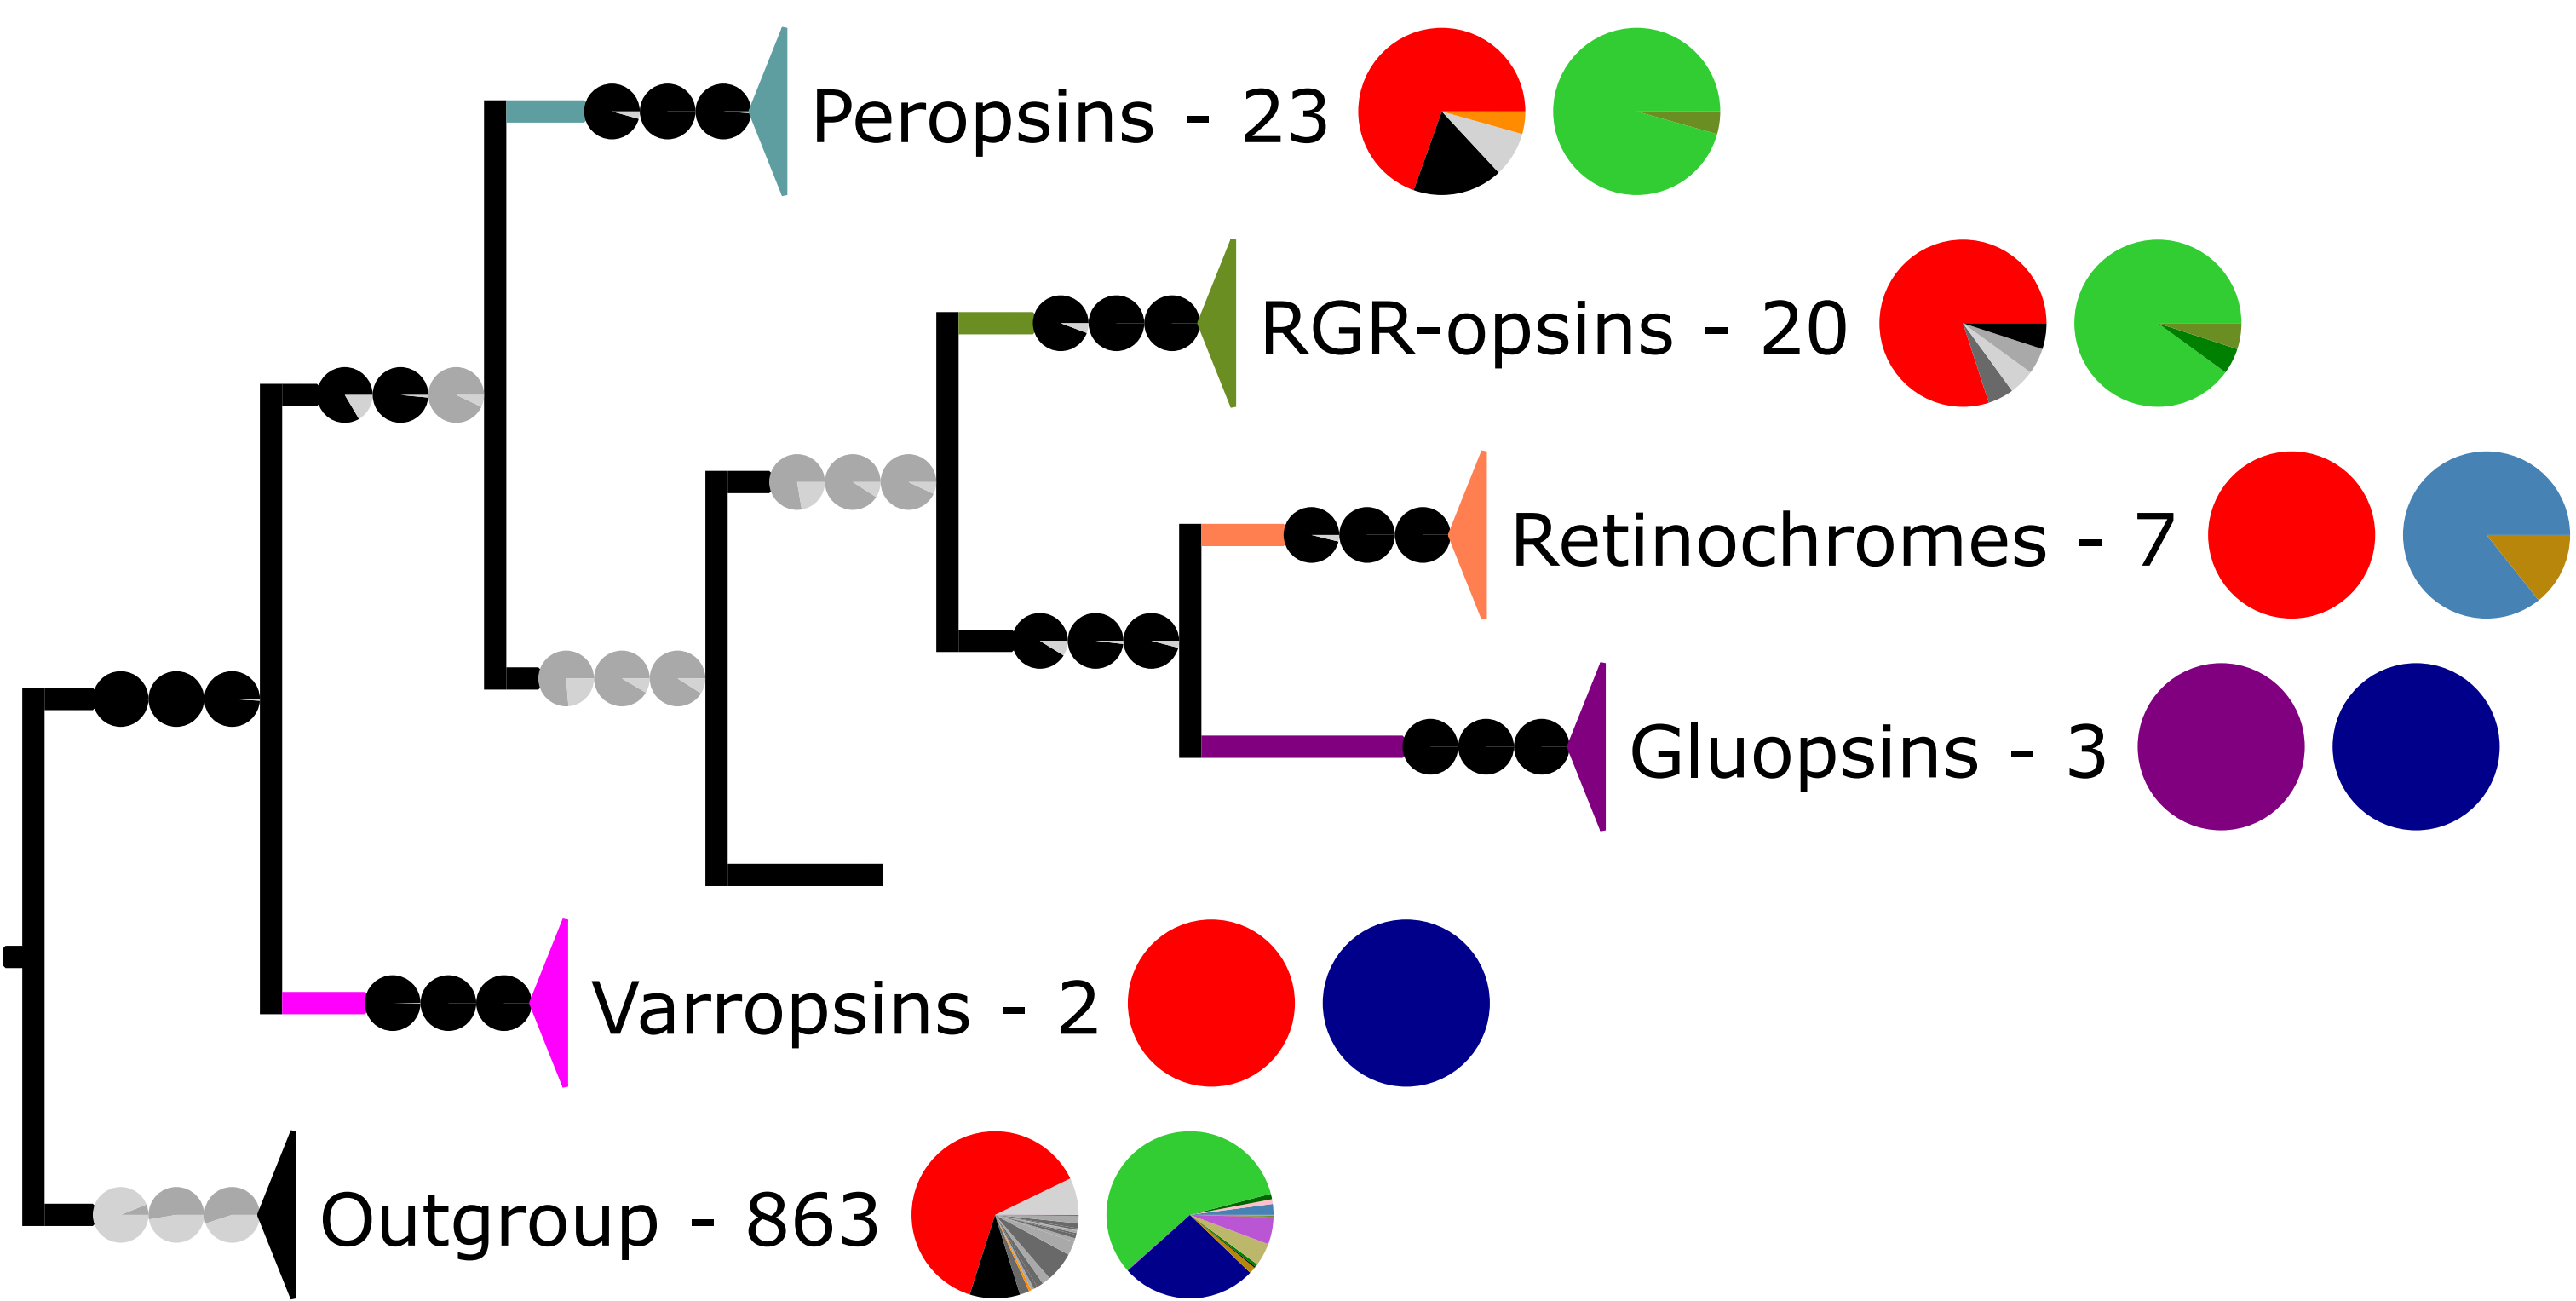 Peropsins - 23
RGR-opsins - 20
Retinochromes - 7
Gluopsins - 3
Varropsins - 2
Outgroup - 863